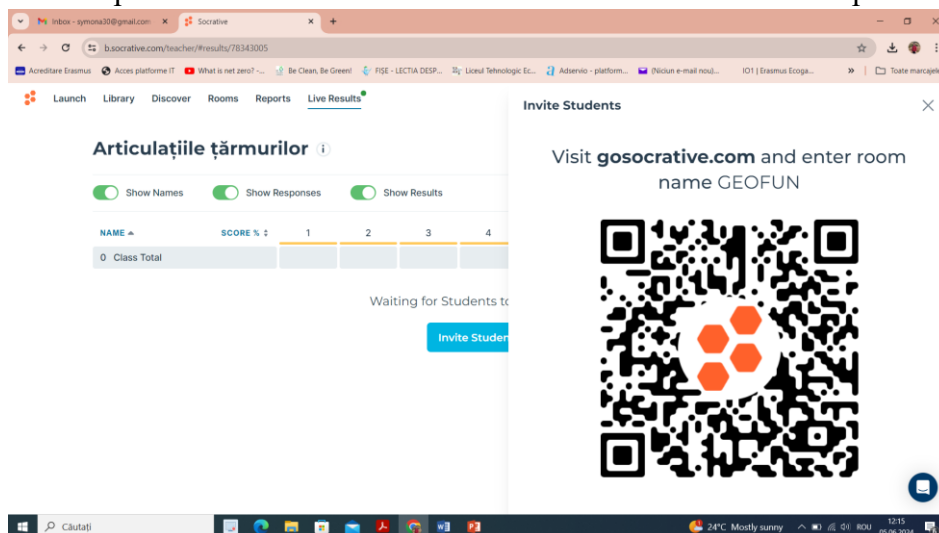 Inbox - symona30@gmail.com
Socrative
b.socrative.com/teacher/#results/78343005
Acreditare Erasmus Acces platforme IT What is net zero? -... Be Clean, Be Green! FIȘE - LECTIA DESP... Liceul Tehnologic Ec... Adservio - platform... (Niciun e-mail nou)... IO1 | Erasmus Ecoga... » Toate marcajele
Launch Library Discover Rooms Reports Live Results
Invite Students
Articulațiile țărmurilor
Visit gosocrative.com and enter room
name GEOFUN
Show Names Show Responses Show Results
NAME SCORE % 1 2 3 4
0 Class Total
Waiting for Students to
Invite Studen
Căutați
24°C Mostly sunny ROU 12:15
05.06.2024